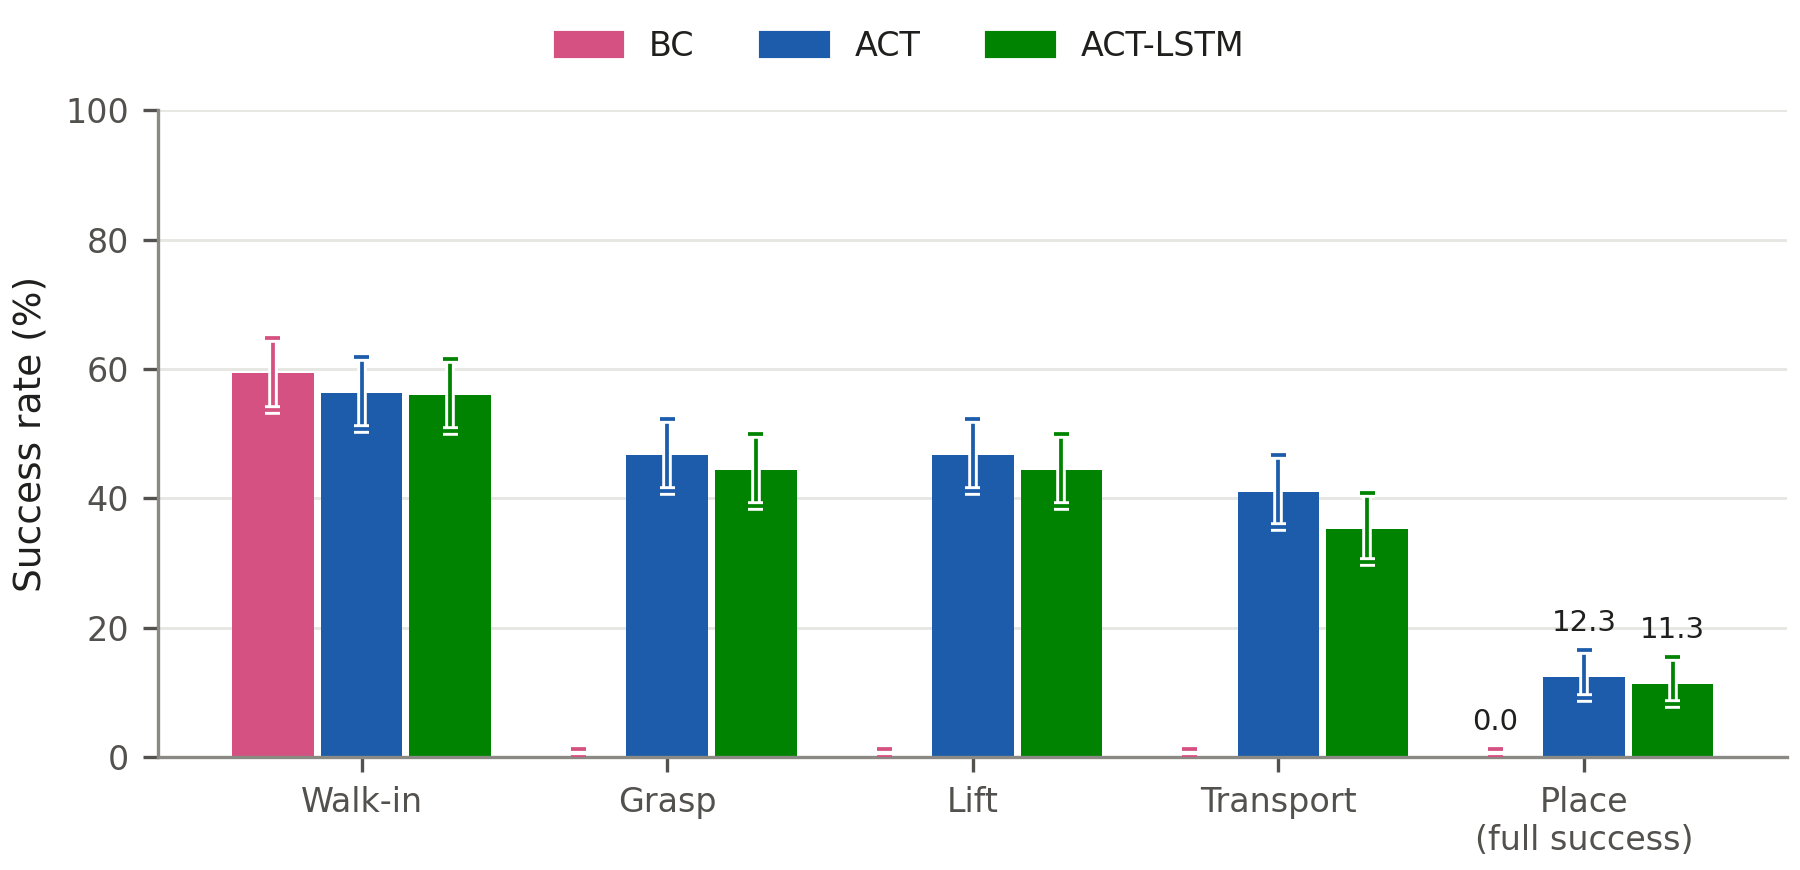 BC ACT ACT-LSTM
Success rate (%)
100
80
60
40
20
0
12.3 11.3
0.0
Walk-in Grasp Lift Transport Place
(full success)